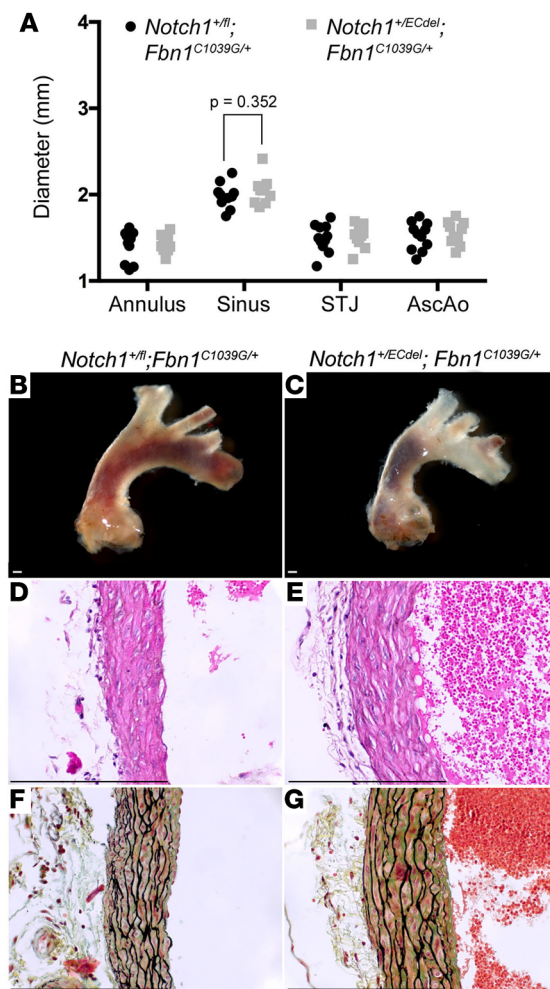 A
Notch1+/fl;
Fbn1C1039G/+
Notch1+/ECdel;
Fbn1C1039G/+
Diameter (mm)
4
3
2
1
p = 0.352
Annulus Sinus STJ AscAo
Notch1+/fl;Fbn1C1039G/+
Notch1+/ECdel; Fbn1C1039G/+
B C
D E
F G